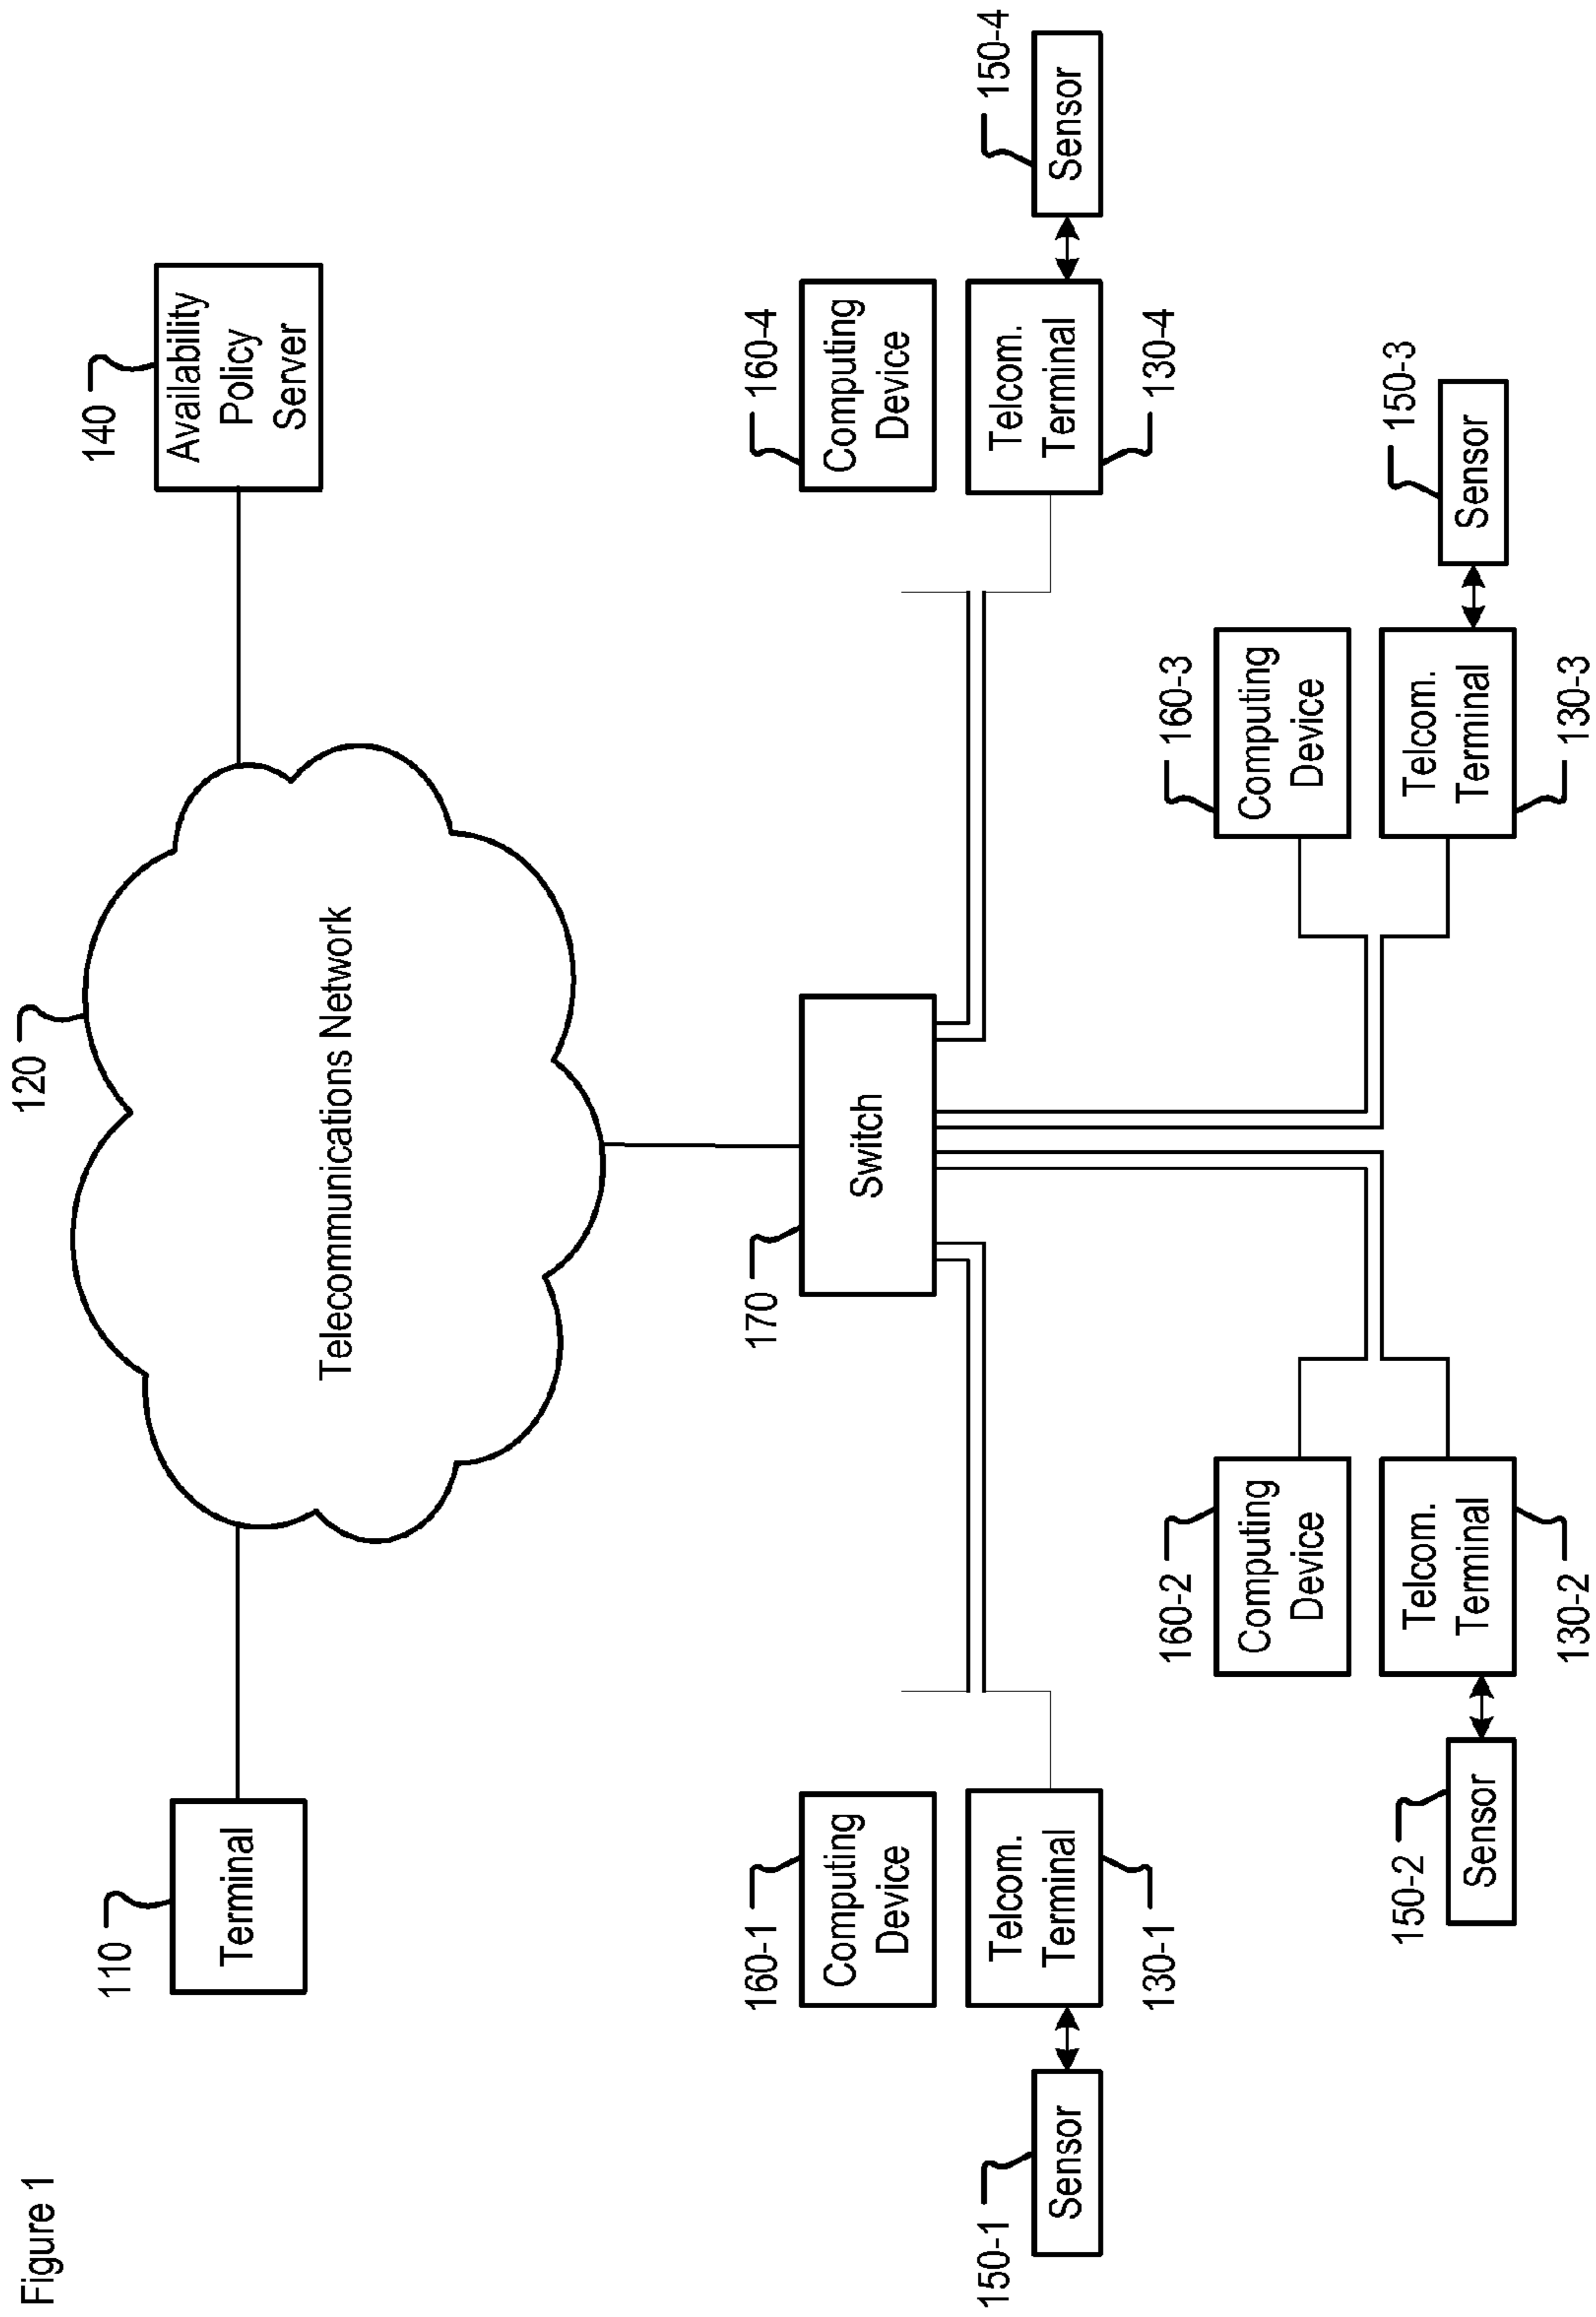 Figure 1
120
110
Terminal
Telecommunications Network
140
Availability
Policy
Server
170
Switch
160-1
Computing
Device
150-1
Sensor
Telcom.
Terminal
130-1
160-4
Computing
Device
Telcom.
Terminal
130-4
150-4
Sensor
160-2
Computing
Device
150-2
Sensor
Telcom.
Terminal
130-2
160-3
Computing
Device
Telcom.
Terminal
130-3
150-3
Sensor